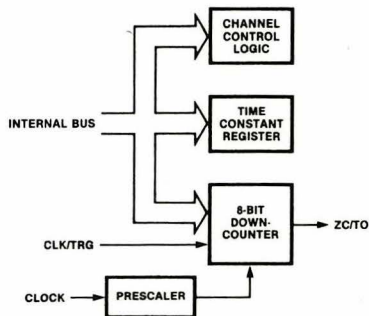 CHANNEL
CONTROL
LOGIC
INTERNAL BUS
TIME
CONSTANT
REGISTER
8-BIT
DOWN-
COUNTER
ZC/TO
CLK/TRG
CLOCK
PRESCALER